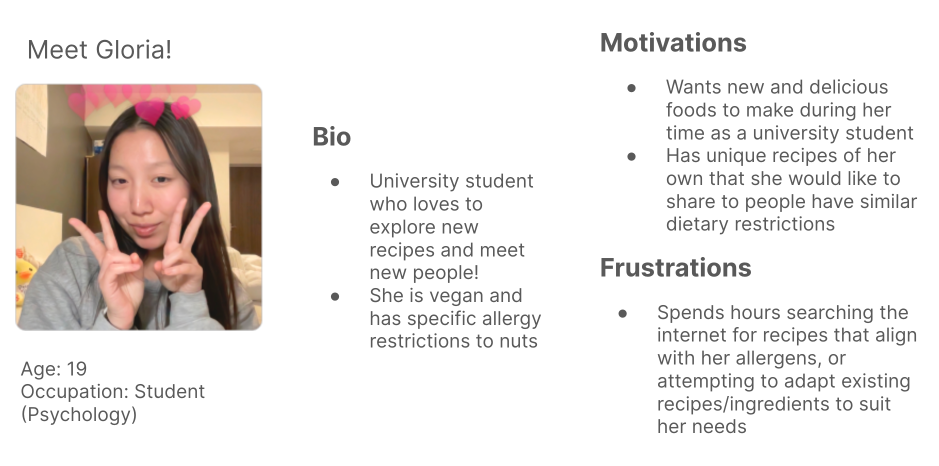 Meet Gloria!
Age: 19
Occupation: Student
(Psychology)
Bio
● University student
who loves to
explore new
recipes and meet
new people!
● She is vegan and
has specific allergy
restrictions to nuts
Motivations
● Wants new and delicious
foods to make during her
time as a university student
● Has unique recipes of her
own that she would like to
share to people have similar
dietary restrictions
Frustrations
● Spends hours searching the
internet for recipes that align
with her allergens, or
attempting to adapt existing
recipes/ingredients to suit
her needs